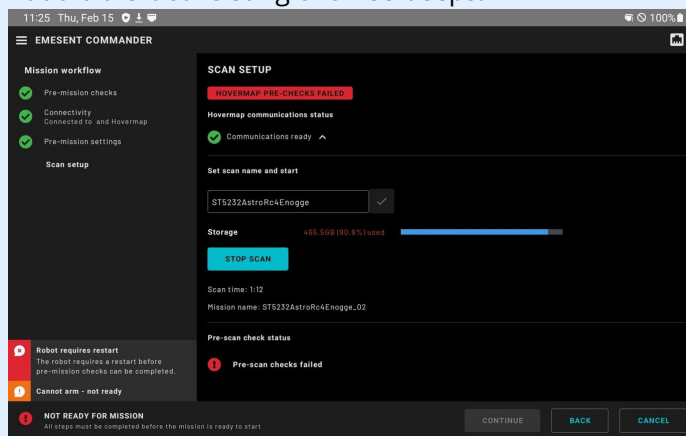 11:25 Thu, Feb 15
100%
EMESENT COMMANDER
Mission workflow
Pre-mission checks
Connectivity
Connected to and Hovermap
Pre-mission settings
Scan setup
SCAN SETUP
HOVERMAP PRE-CHECKS FAILED
Hovermap communications status
Communications ready
Set scan name and start
ST5232AstroRc4Enogge
Storage 465.5GB (90.9%) used
STOP SCAN
Scan time: 1:12
Mission name: ST5232AstroRc4Enogge_02
Pre-scan check status
Pre-scan checks failed
Robot requires restart
The robot requires a restart before
pre-mission checks can be completed.
Cannot arm - not ready
NOT READY FOR MISSION
All steps must be completed before the mission is ready to start
CONTINUE
BACK
CANCEL